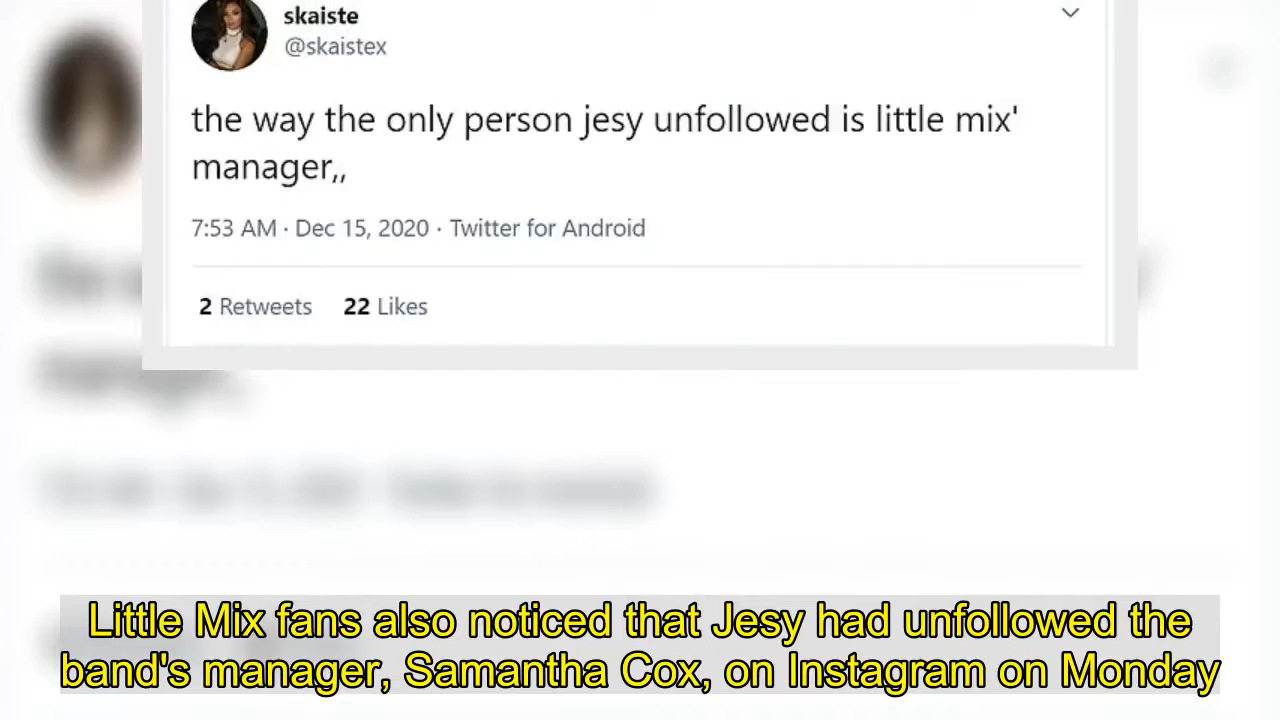 skaiste
@skaistex
the way the only person jesy unfollowed is little mix'
manager,,
7:53 AM · Dec 15, 2020 · Twitter for Android
2 Retweets 22 Likes
Little Mix fans also noticed that Jesy had unfollowed the
band's manager, Samantha Cox, on Instagram on Monday